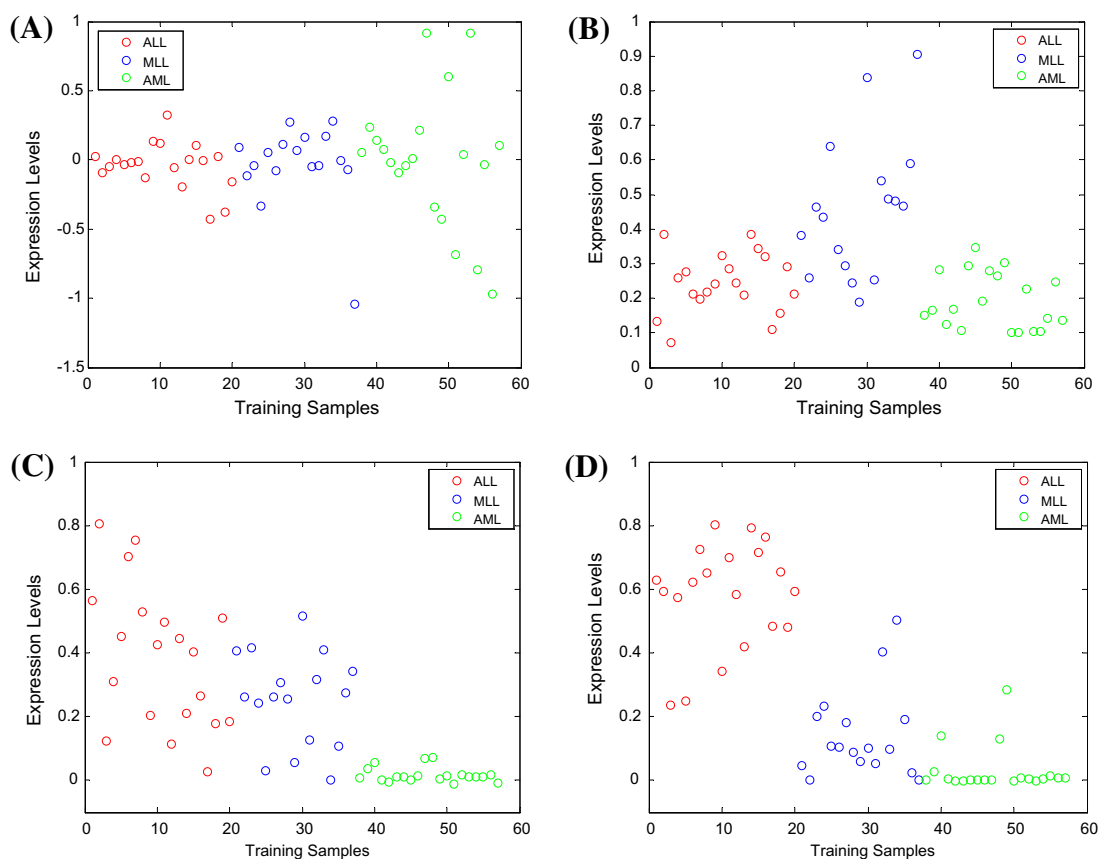 (A)
1
0.5
0
-0.5
-1
-1.5
0 10 20 30 40 50 60
Expression Levels
Training Samples
ALL
MLL
AML
(B)
1
0.9
0.8
0.7
0.6
0.5
0.4
0.3
0.2
0.1
0
0 10 20 30 40 50 60
Expression Levels
Training Samples
ALL
MLL
AML
(C)
1
0.8
0.6
0.4
0.2
0
0 10 20 30 40 50 60
Expression Levels
Training Samples
ALL
MLL
AML
(D)
1
0.8
0.6
0.4
0.2
0
0 10 20 30 40 50 60
Expression Levels
Training Samples
ALL
MLL
AML